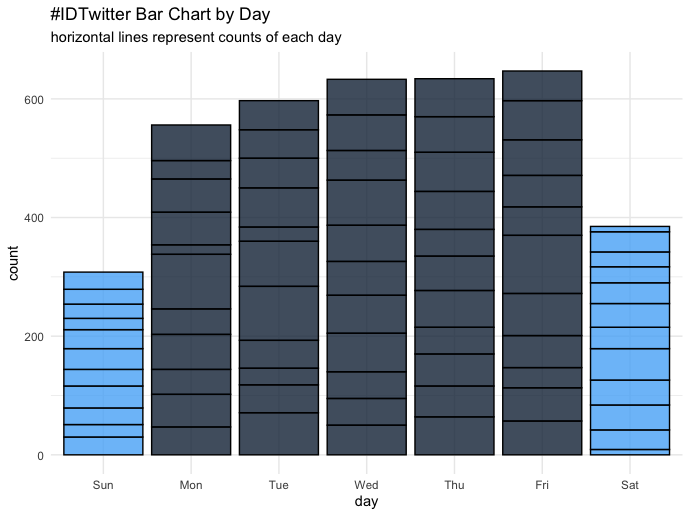 #IDTwitter Bar Chart by Day
horizontal lines represent counts of each day
count
600
400
200
0
Sun Mon Tue Wed Thu Fri Sat
day